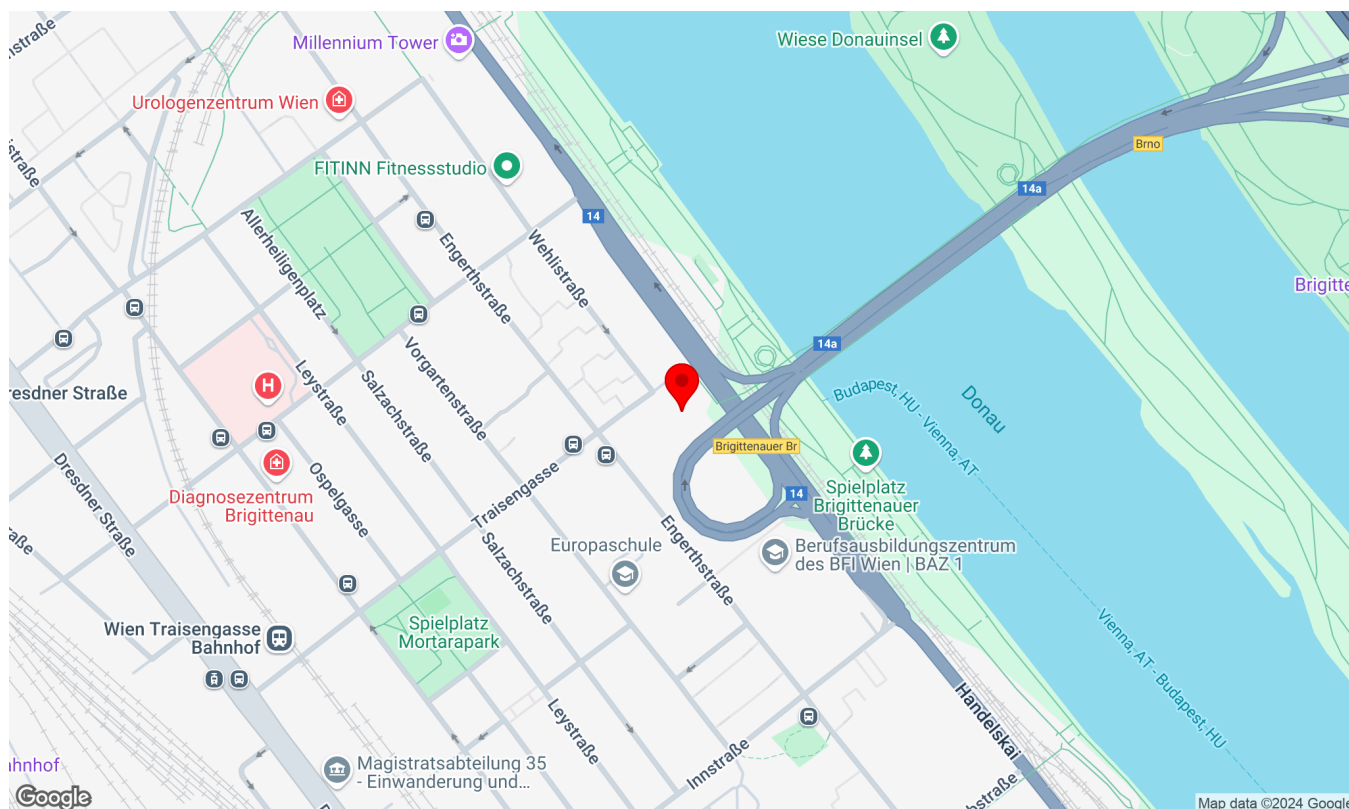 nstraße
Millennium Tower
Wiese Donauinsel
Urologenzentrum Wien
Brno
FITINN Fitnessstudio
14a
14
Allerheiligenplatz
Engerthstraße
Wehlistraße
Brigitte
14a
Dresdner Straße
H
Leystraße
Salzachstraße
Vorgartenstraße
Budapest, HU - Vienna, AT
Donau
Brigittenauer Br
Dresdner Straße
Diagnosezentrum
Brigittenau
Ospelgasse
Traisengasse
14
Spielplatz
Brigittenauer
Brücke
Europaschule
Engerthstraße
Berufsausbildungszentrum
des BFI Wien | BAZ 1
Salzachstraße
Spielplatz
Mortarapark
Wien Traisengasse
Bahnhof
Vienna, AT - Budapest, HU
Leystraße
Handelskai
Innstraße
Magistratsabteilung 35
- Einwanderung und...
ahnhof
Google
Map data ©2024 Google